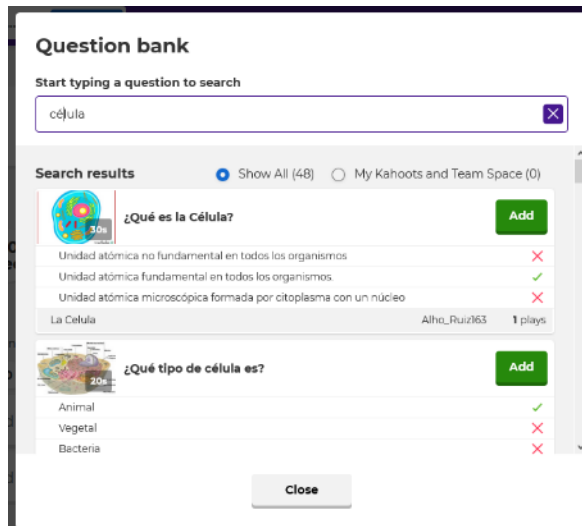 Question bank
Start typing a question to search
célula
Search results Show All (48) My Kahoots and Team Space (0)
30s ¿Qué es la Célula? Add
Unidad atómica no fundamental en todos los organismos
Unidad atómica fundamental en todos los organismos.
Unidad atómica microscópica formada por citoplasma con un núcleo
La Celula Alho_Ruiz163 1 plays
20s ¿Qué tipo de célula es? Add
Animal
Vegetal
Bacteria
Close